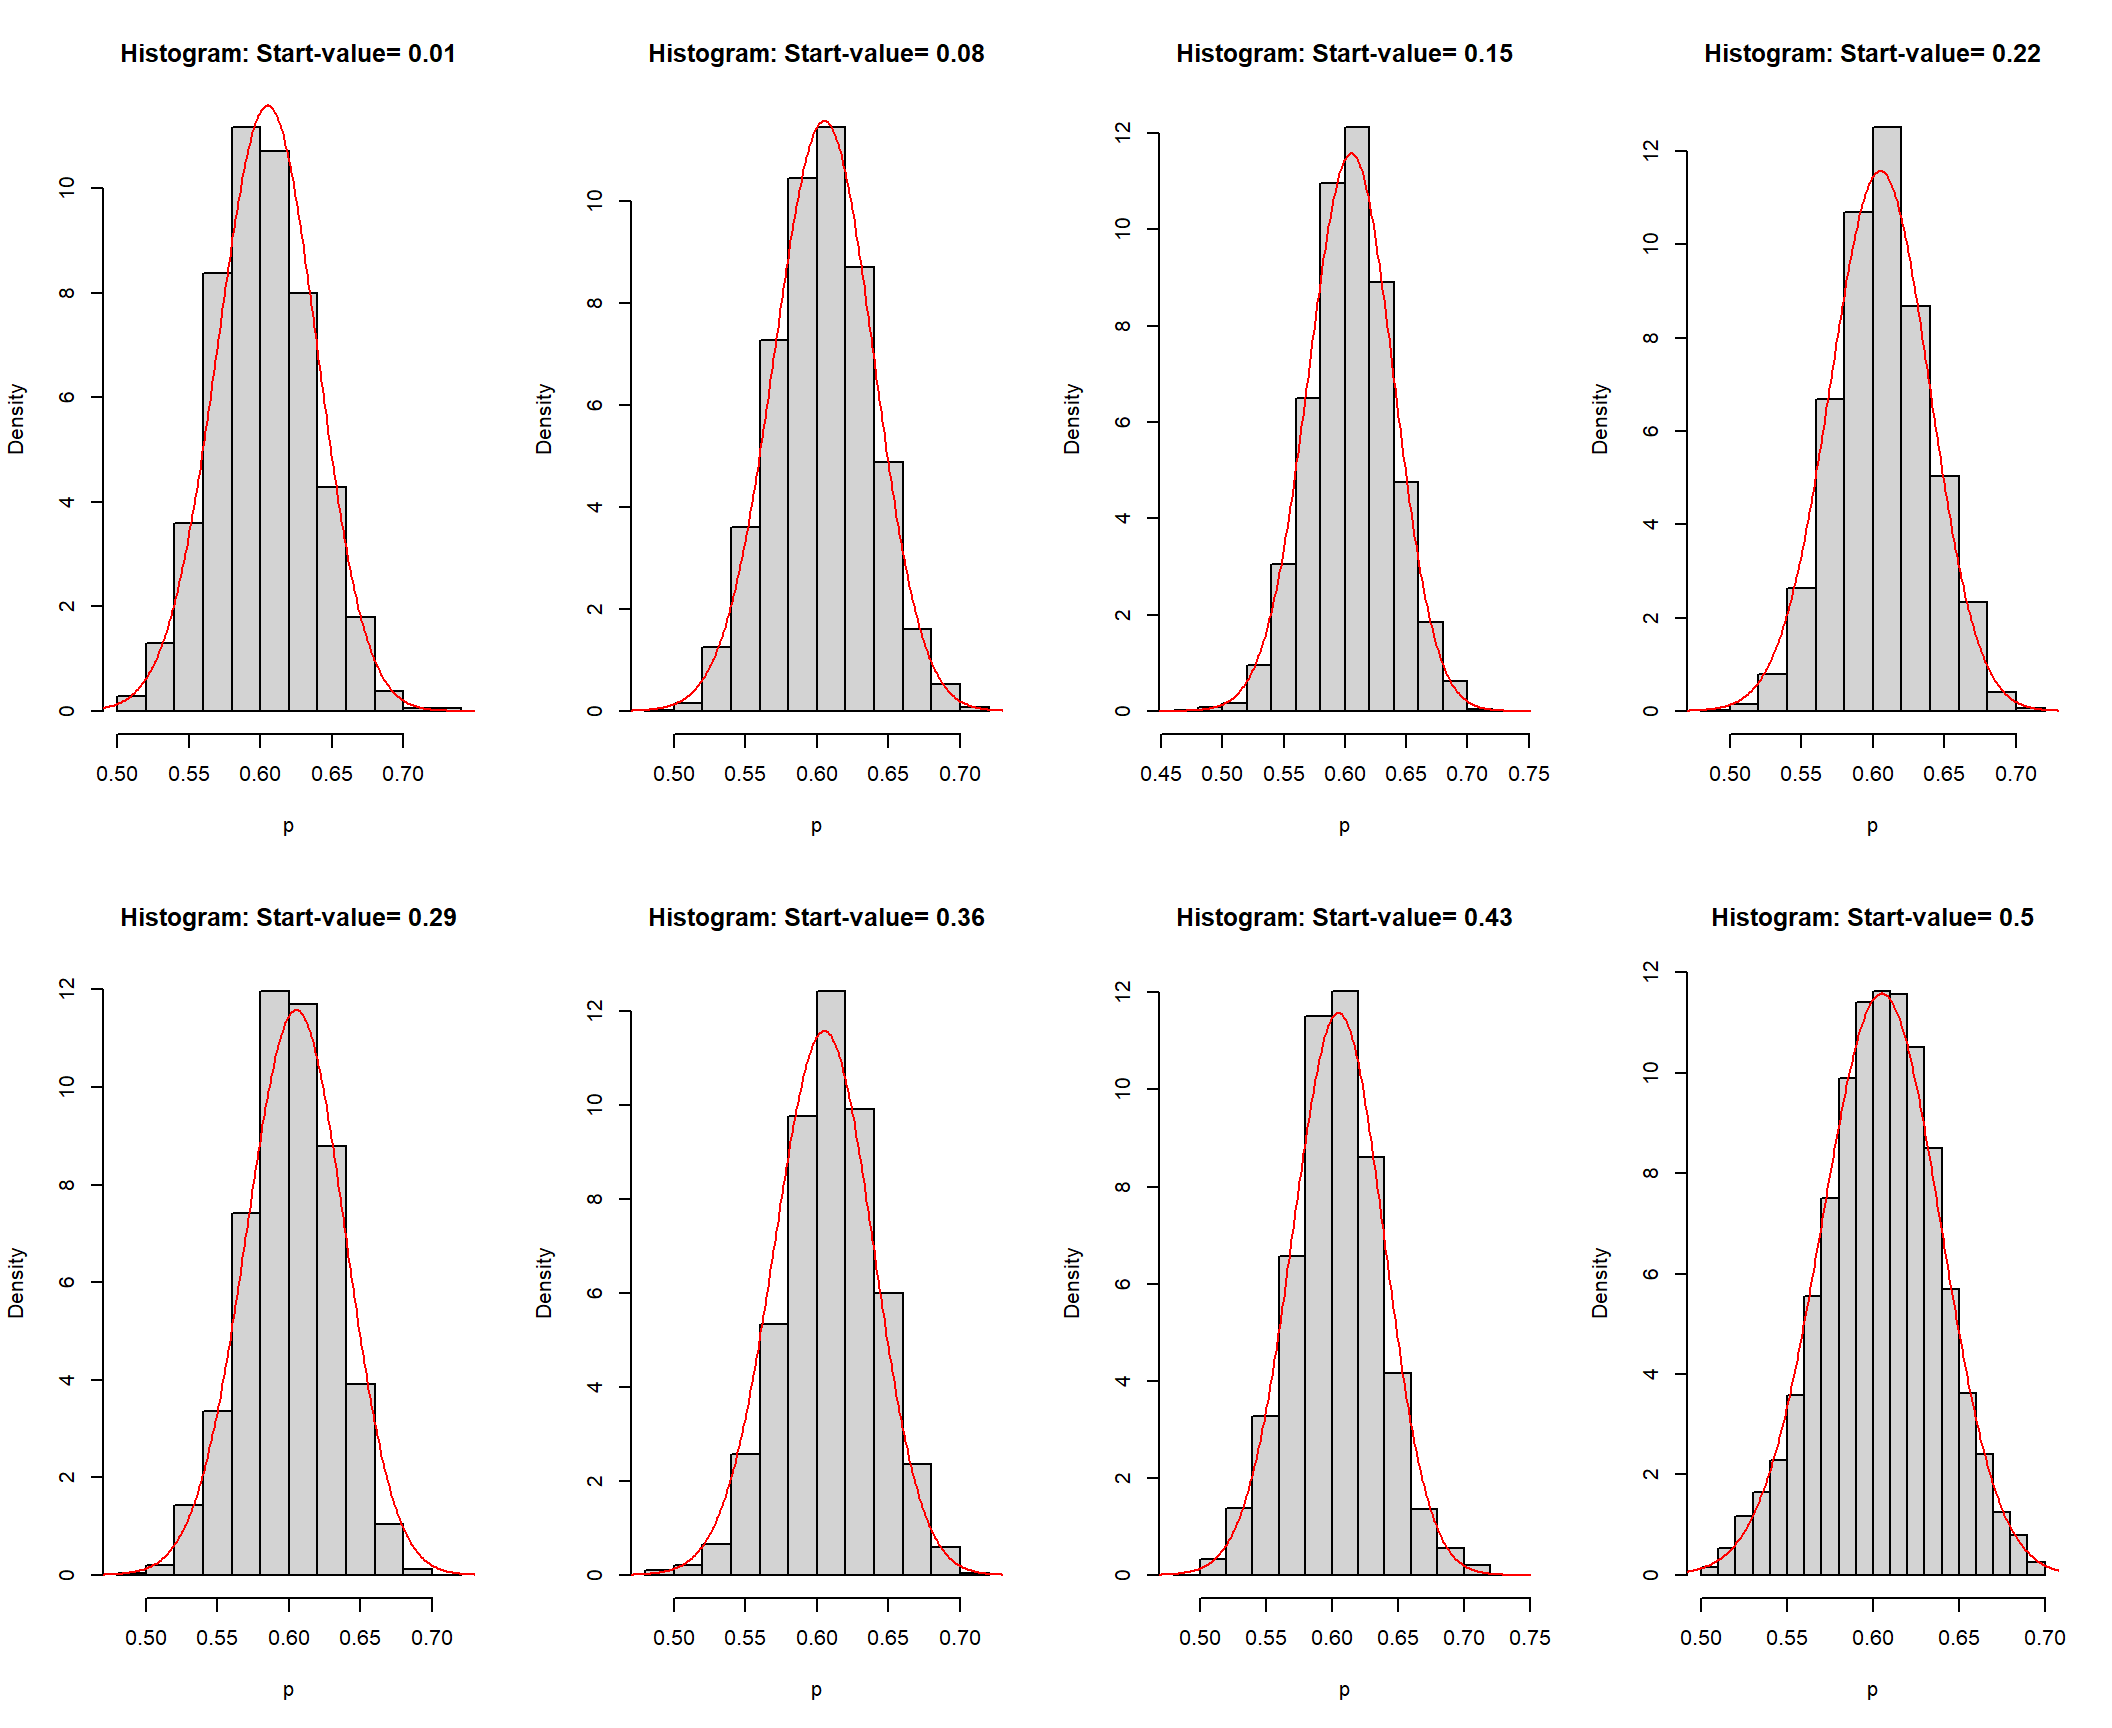 Histogram: Start-value= 0.01
Density
0 2 4 6 8 10
0.50 0.55 0.60 0.65 0.70
p
Histogram: Start-value= 0.08
Density
0 2 4 6 8 10
0.50 0.55 0.60 0.65 0.70
p
Histogram: Start-value= 0.15
Density
0 2 4 6 8 10 12
0.45 0.50 0.55 0.60 0.65 0.70 0.75
p
Histogram: Start-value= 0.22
Density
0 2 4 6 8 10 12
0.50 0.55 0.60 0.65 0.70
p
Histogram: Start-value= 0.29
Density
0 2 4 6 8 10 12
0.50 0.55 0.60 0.65 0.70
p
Histogram: Start-value= 0.36
Density
0 2 4 6 8 10 12
0.50 0.55 0.60 0.65 0.70
p
Histogram: Start-value= 0.43
Density
0 2 4 6 8 10 12
0.50 0.55 0.60 0.65 0.70 0.75
p
Histogram: Start-value= 0.5
Density
0 2 4 6 8 10 12
0.50 0.55 0.60 0.65 0.70
p